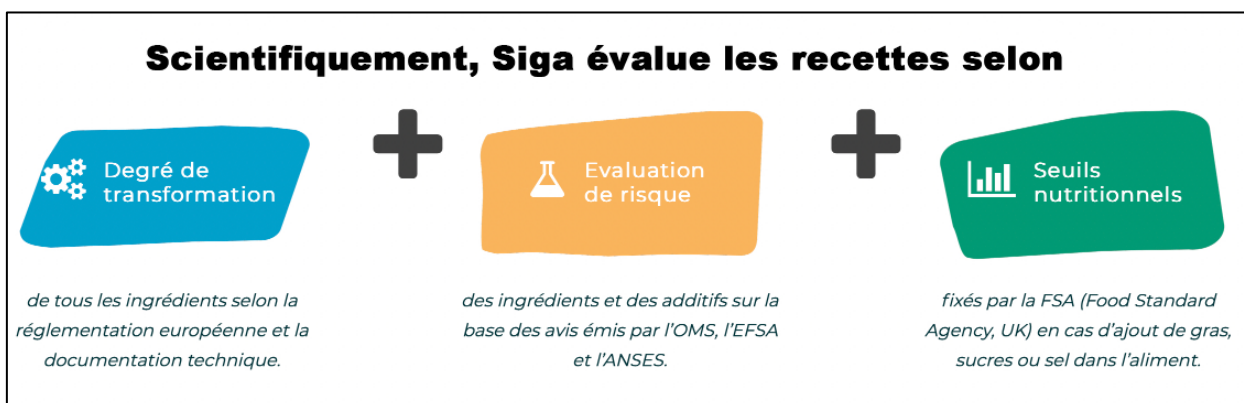 Scientifiquement, Siga évalue les recettes selon
Degré de
transformation
de tous les ingrédients selon la
réglementation européenne et la
documentation technique.
Evaluation
de risque
des ingrédients et des additifs sur la
base des avis émis par l’OMS, l’EFSA
et l’ANSES.
Seuils
nutritionnels
fixés par la FSA (Food Standard
Agency, UK) en cas d’ajout de gras,
sucres ou sel dans l’aliment.